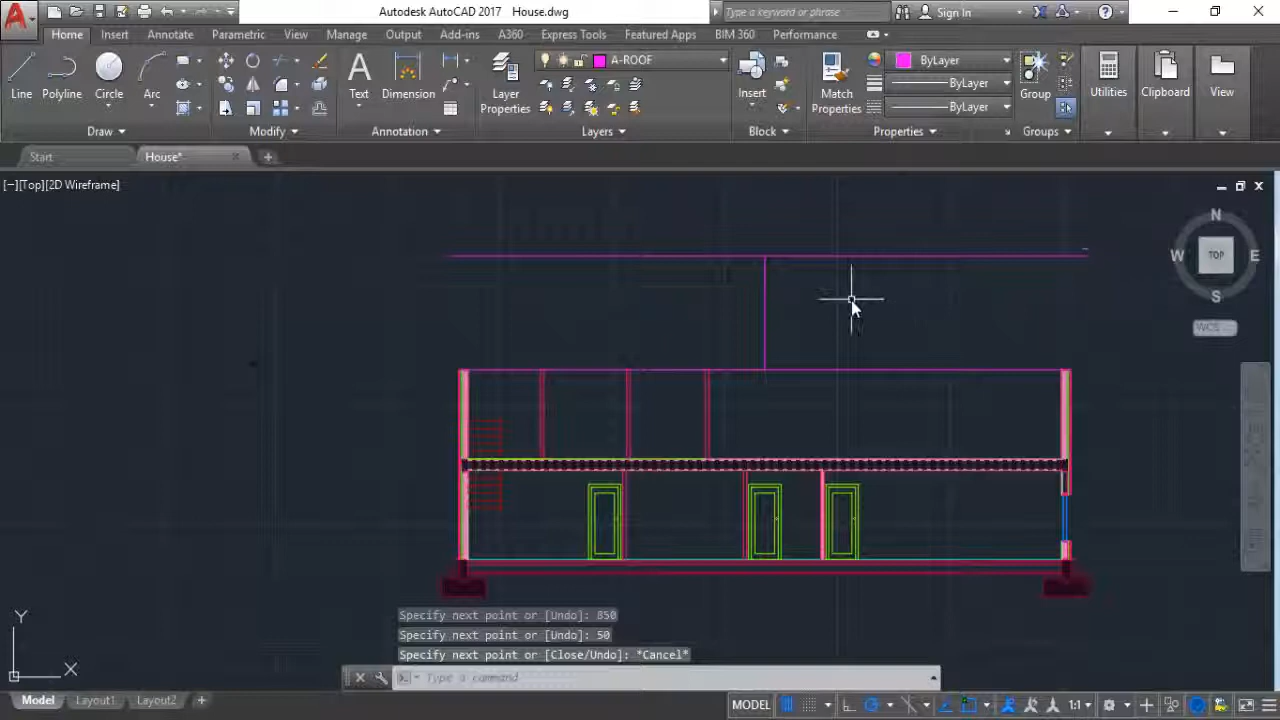 Autodesk AutoCAD 2017 House.dwg
Type a keyword or phrase
Sign In
Home Insert Annotate Parametric View Manage Output Add-ins A360 Express Tools Featured Apps BIM 360 Performance
A-ROOF
ByLayer
ByLayer
ByLayer
Line Polyline Circle Arc
Text Dimension
Layer Properties
Insert
Match Properties
Group
Utilities Clipboard View
Draw Modify Annotation Layers Block Properties Groups
Start House*
[−][Top][2D Wireframe]
N
W TOP E
S
WCS
Specify next point or [Undo]: 850
Specify next point or [Undo]: 50
Specify next point or [Close/Undo]: *Cancel*
Type a command
Y
X
Model Layout1 Layout2
MODEL
1:1